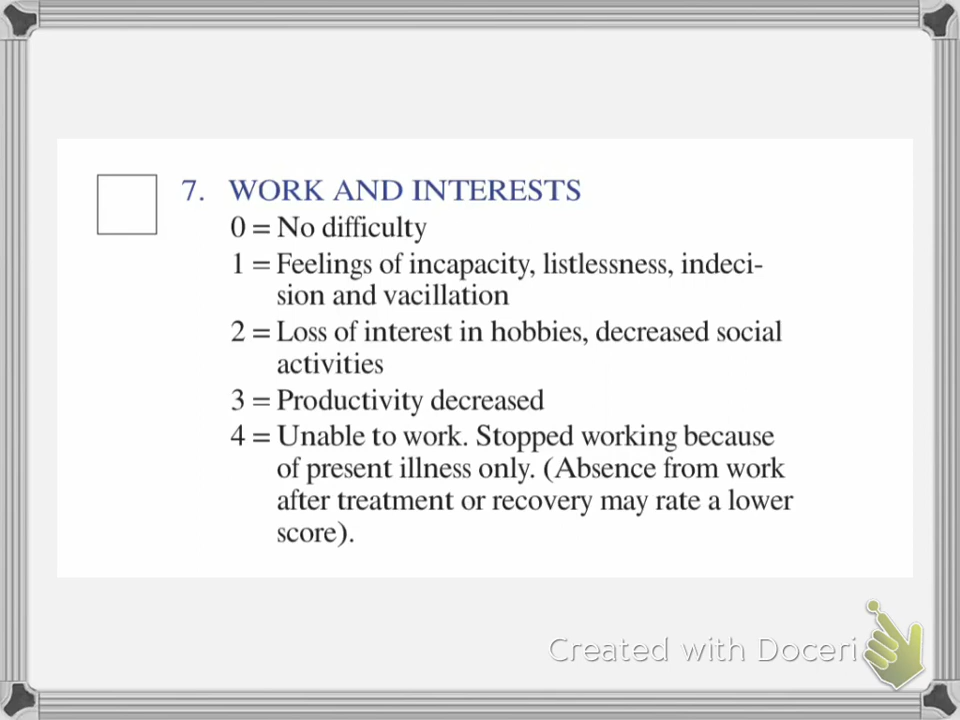 7. WORK AND INTERESTS
0 = No difficulty
1 = Feelings of incapacity, listlessness, indeci-
sion and vacillation
2 = Loss of interest in hobbies, decreased social
activities
3 = Productivity decreased
4 = Unable to work. Stopped working because
of present illness only. (Absence from work
after treatment or recovery may rate a lower
score).
Created with Doceri